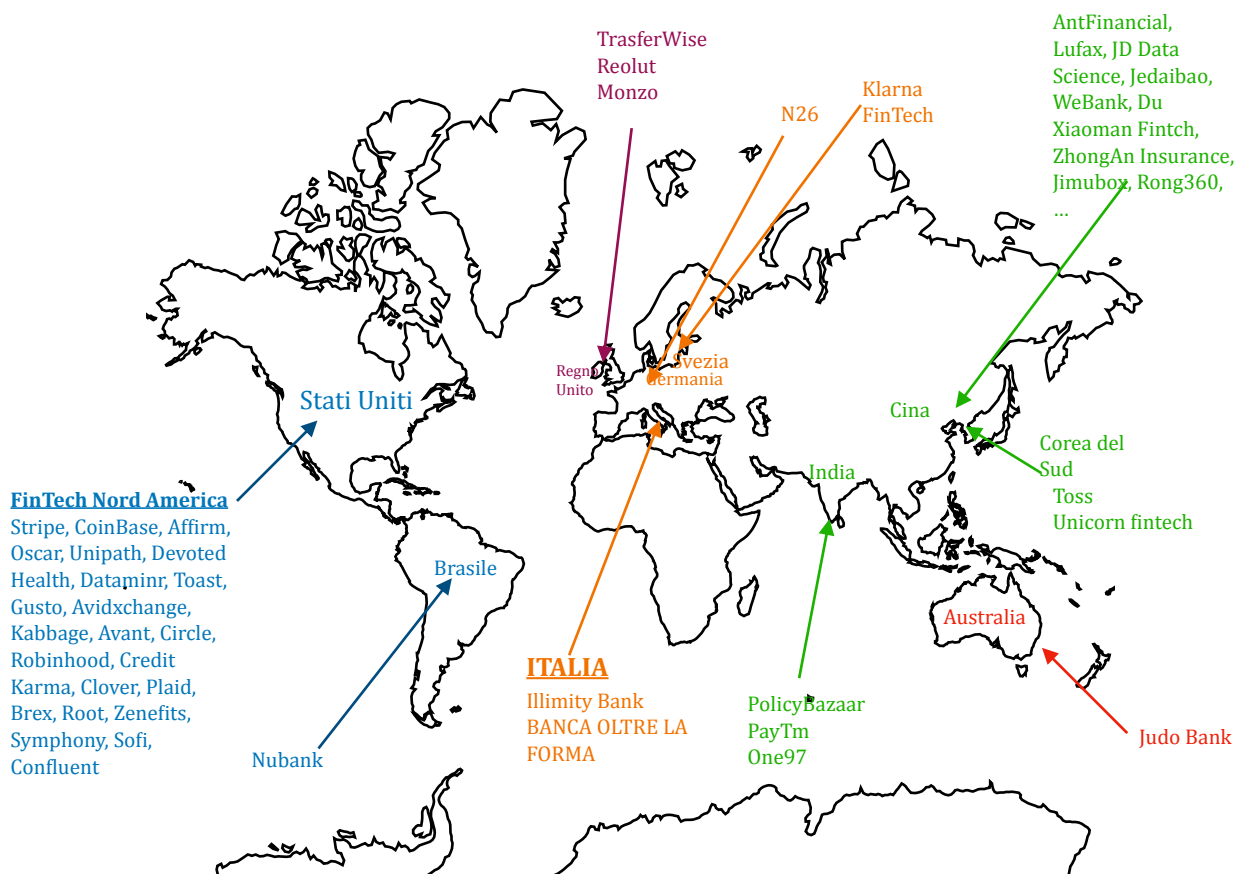 TrasferWise
Reolut
Monzo
N26
Klarna
FinTech
AntFinancial,
Lufax, JD Data
Science, Jedaibao,
WeBank, Du
Xiaoman Fintch,
ZhongAn Insurance,
Jimubox, Rong360,
...
Regno
Unito
Svezia
Germania
Stati Uniti
Cina
Corea del
Sud
Toss
Unicorn fintech
India
FinTech Nord America
Stripe, CoinBase, Affirm,
Oscar, Unipath, Devoted
Health, Dataminr, Toast,
Gusto, Avidxchange,
Kabbage, Avant, Circle,
Robinhood, Credit
Karma, Clover, Plaid,
Brex, Root, Zenefits,
Symphony, Sofi,
Confluent
Brasile
Nubank
ITALIA
Illimity Bank
BANCA OLTRE LA
FORMA
PolicyBazaar
PayTm
One97
Australia
Judo Bank